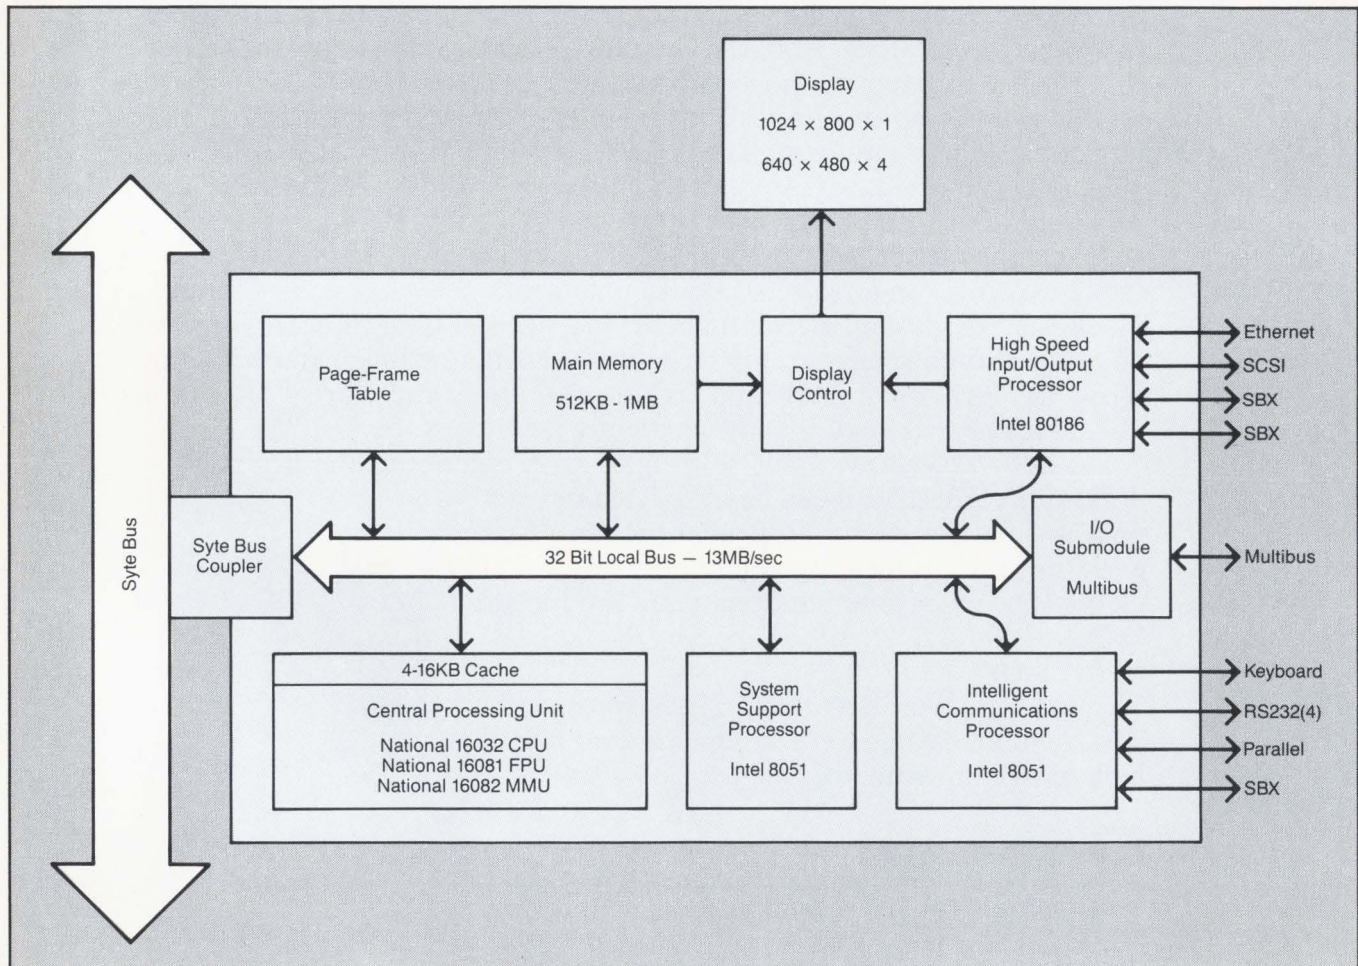 Display
1024 × 800 × 1
640 × 480 × 4
Page-Frame
Table
Main Memory
512KB - 1MB
Display
Control
High Speed
Input/Output
Processor
Intel 80186
Ethernet
SCSI
SBX
SBX
Syte Bus
Syte Bus
Coupler
32 Bit Local Bus — 13MB/sec
I/O
Submodule
Multibus
Multibus
4-16KB Cache
Central Processing Unit
National 16032 CPU
National 16081 FPU
National 16082 MMU
System
Support
Processor
Intel 8051
Intelligent
Communications
Processor
Intel 8051
Keyboard
RS232(4)
Parallel
SBX